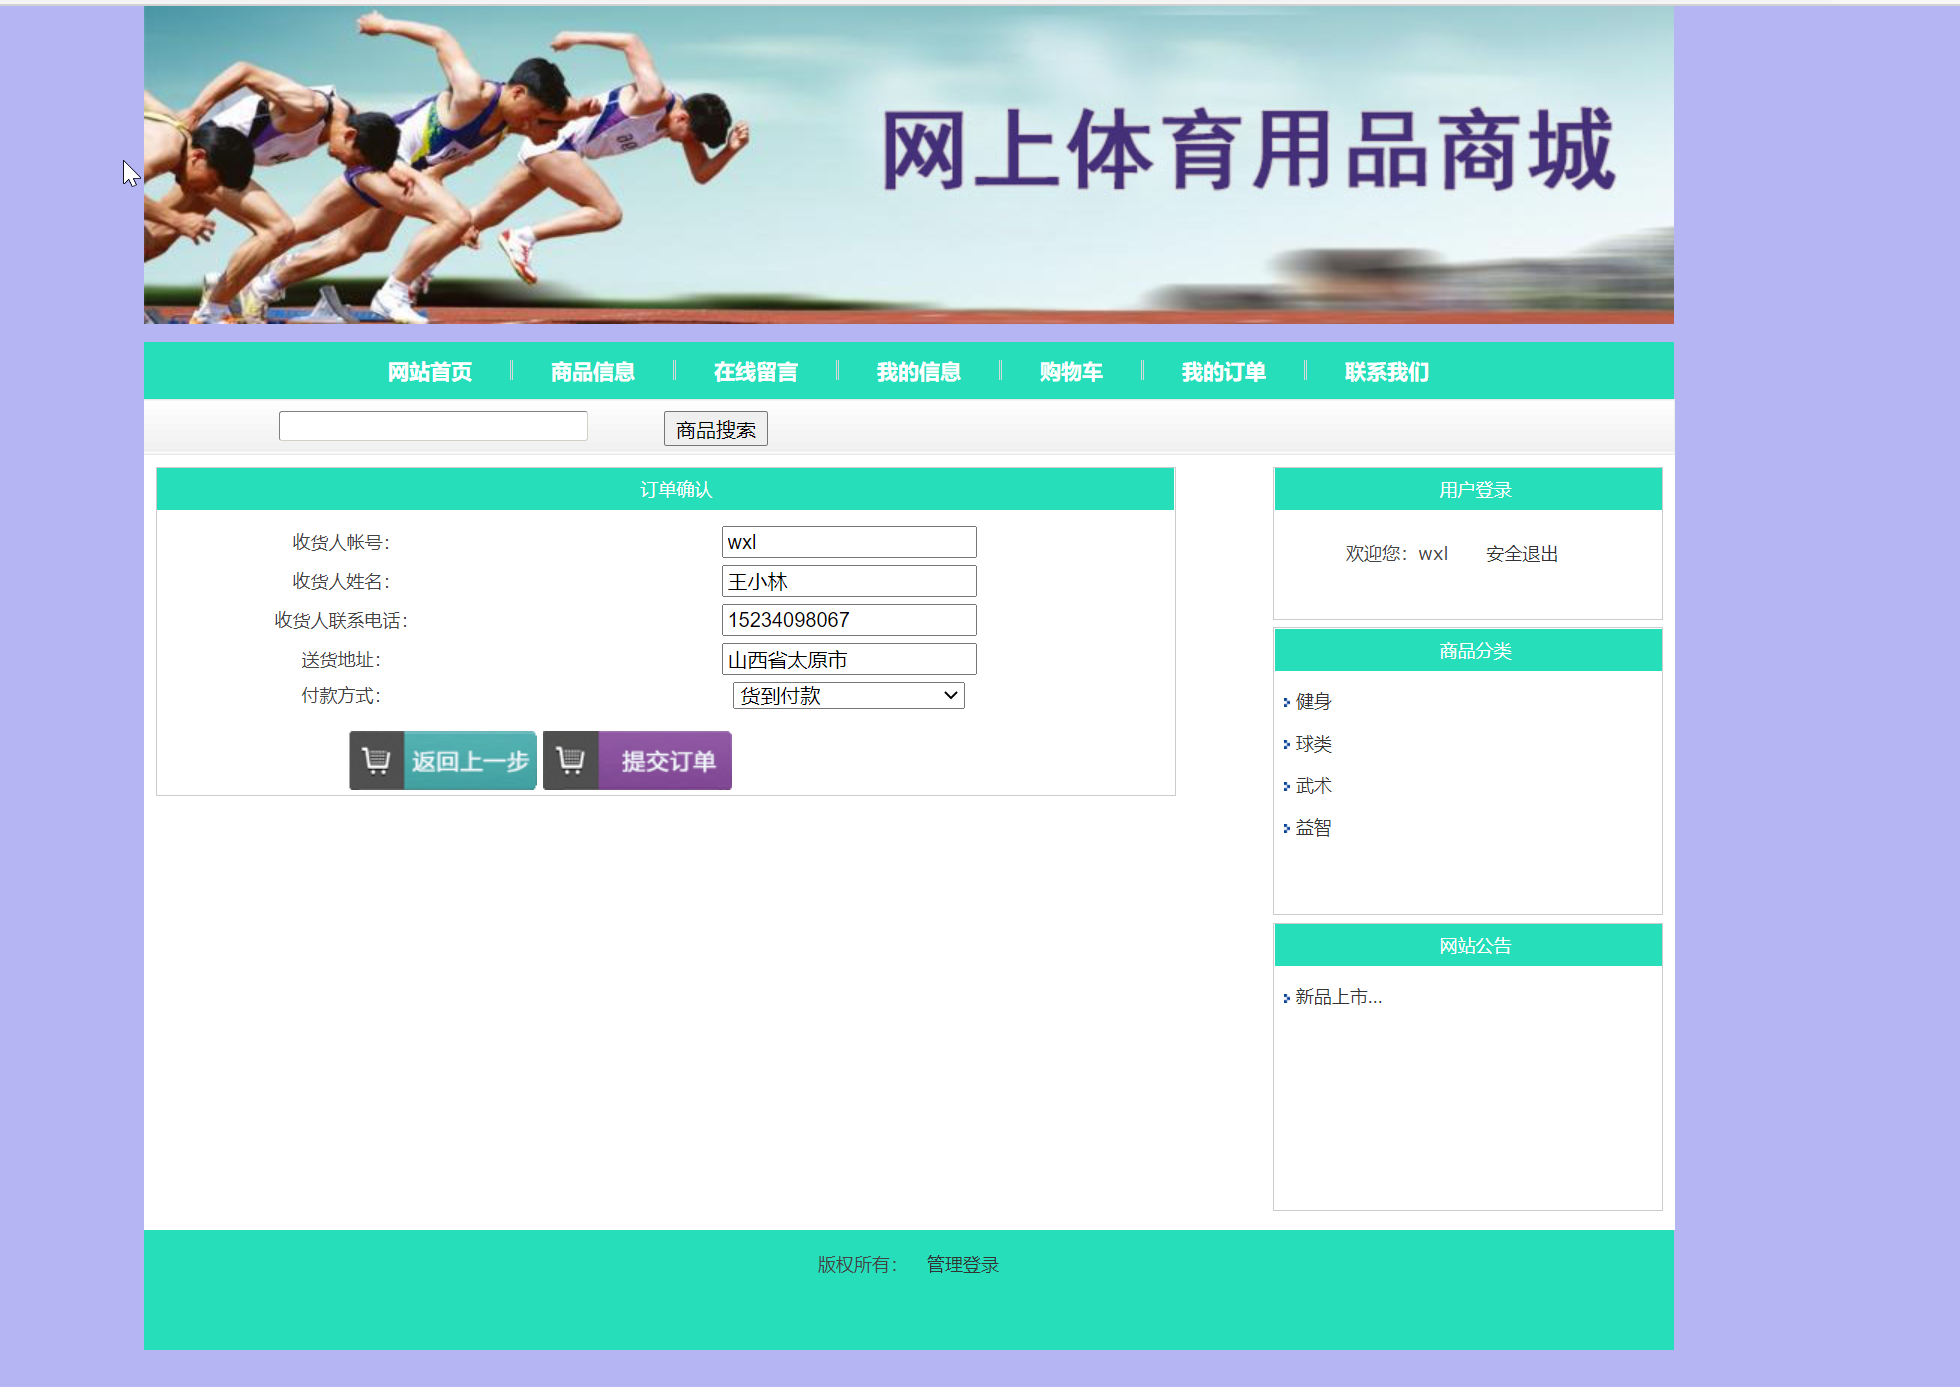 网上体育用品商城
网站首页 商品信息 在线留言 我的信息 购物车 我的订单 联系我们
商品搜索
订单确认
收货人帐号： wxl
收货人姓名： 王小林
收货人联系电话： 15234098067
送货地址： 山西省太原市
付款方式： 货到付款
返回上一步 提交订单
用户登录
欢迎您：wxl 安全退出
商品分类
健身
球类
武术
益智
网站公告
新品上市...
版权所有： 管理登录